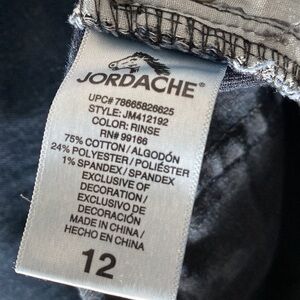 JORDACHE®
UPC# 78665826625
STYLE: JM412192
COLOR: RINSE
RN# 99166
75% COTTON / ALGODÓN
24% POLYESTER / POLIÉSTER
1% SPANDEX / SPANDEX
EXCLUSIVE OF
DECORATION /
EXCLUSIVO DE
DECORACIÓN
MADE IN CHINA /
HECHO EN CHINA
12